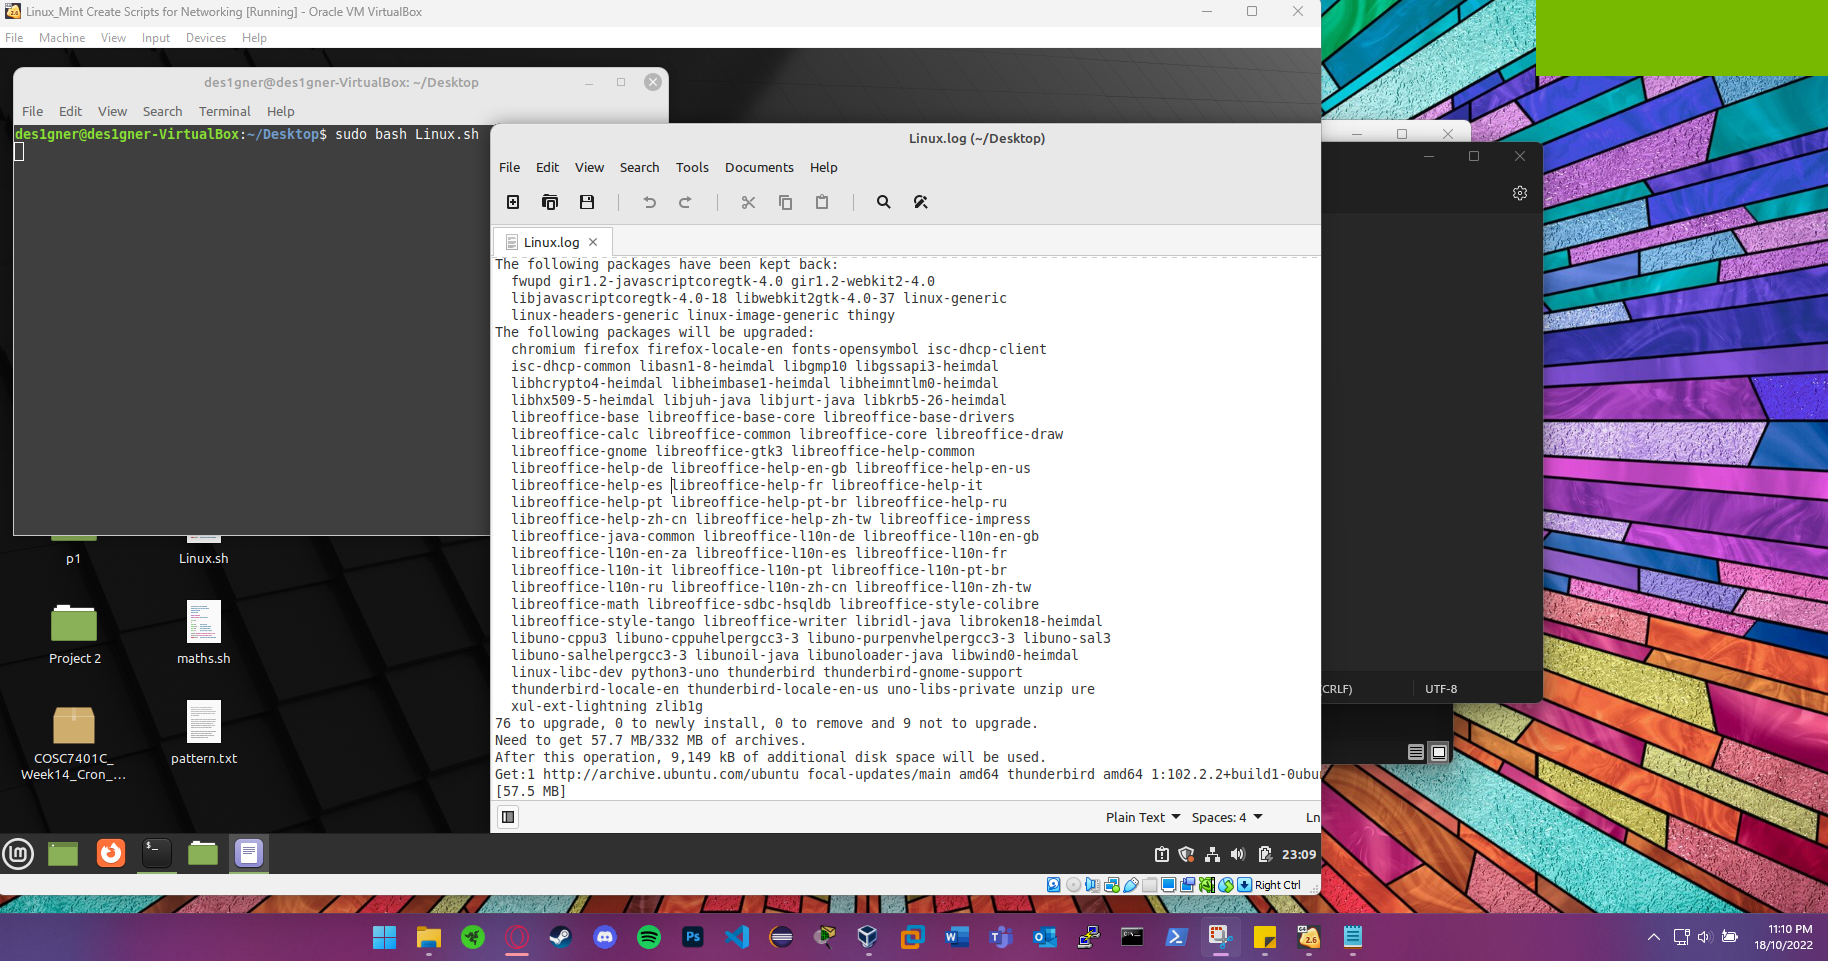 Linux_Mint Create Scripts for Networking [Running] - Oracle VM VirtualBox
File Machine View Input Devices Help
des1gner@des1gner-VirtualBox: ~/Desktop
File Edit View Search Terminal Help
des1gner@des1gner-VirtualBox:~/Desktop$ sudo bash Linux.sh
Linux.log (~/Desktop)
File Edit View Search Tools Documents Help
Linux.log
The following packages have been kept back:
fwupd gir1.2-javascriptcoregtk-4.0 gir1.2-webkit2-4.0
libjavascriptcoregtk-4.0-18 libwebkit2gtk-4.0-37 linux-generic
linux-headers-generic linux-image-generic thingy
The following packages will be upgraded:
chromium firefox firefox-locale-en fonts-opensymbol isc-dhcp-client
isc-dhcp-common libasn1-8-heimdal libgmp10 libgssapi3-heimdal
libhcrypto4-heimdal libheimbase1-heimdal libheimntlm0-heimdal
libhx509-5-heimdal libjuh-java libjurt-java libkrb5-26-heimdal
libreoffice-base libreoffice-base-core libreoffice-base-drivers
libreoffice-calc libreoffice-common libreoffice-core libreoffice-draw
libreoffice-gnome libreoffice-gtk3 libreoffice-help-common
libreoffice-help-de libreoffice-help-en-gb libreoffice-help-en-us
libreoffice-help-es libreoffice-help-fr libreoffice-help-it
libreoffice-help-pt libreoffice-help-pt-br libreoffice-help-ru
libreoffice-help-zh-cn libreoffice-help-zh-tw libreoffice-impress
libreoffice-java-common libreoffice-l10n-de libreoffice-l10n-en-gb
libreoffice-l10n-en-za libreoffice-l10n-es libreoffice-l10n-fr
libreoffice-l10n-it libreoffice-l10n-pt libreoffice-l10n-pt-br
libreoffice-l10n-ru libreoffice-l10n-zh-cn libreoffice-l10n-zh-tw
libreoffice-math libreoffice-sdbc-hsqldb libreoffice-style-colibre
libreoffice-style-tango libreoffice-writer libridl-java libroken18-heimdal
libuno-cppu3 libuno-cppuhelpergcc3-3 libuno-purpenvhelpergcc3-3 libuno-sal3
libuno-salhelpergcc3-3 libunoil-java libunoloader-java libwind0-heimdal
linux-libc-dev python3-uno thunderbird thunderbird-gnome-support
thunderbird-locale-en thunderbird-locale-en-us uno-libs-private unzip ure
xul-ext-lightning zlib1g
76 to upgrade, 0 to newly install, 0 to remove and 9 not to upgrade.
Need to get 57.7 MB/332 MB of archives.
After this operation, 9,149 kB of additional disk space will be used.
Get:1 http://archive.ubuntu.com/ubuntu focal-updates/main amd64 thunderbird amd64 1:102.2.2+build1-0ubu
[57.5 MB]
Plain Text Spaces: 4 Ln
p1
Linux.sh
Project 2
maths.sh
COSC7401C_
Week14_Cron_...
pattern.txt
23:09
Right Ctrl
CRLF) UTF-8
Ps
11:10 PM
18/10/2022